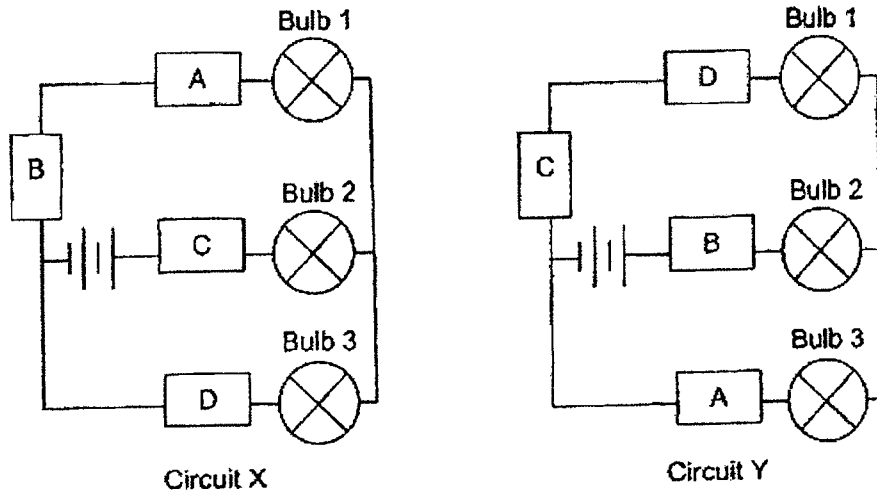 Bulb 1
A
B
Bulb 2
C
Bulb 3
D
Circuit X
Bulb 1
D
C
Bulb 2
B
Bulb 3
A
Circuit Y